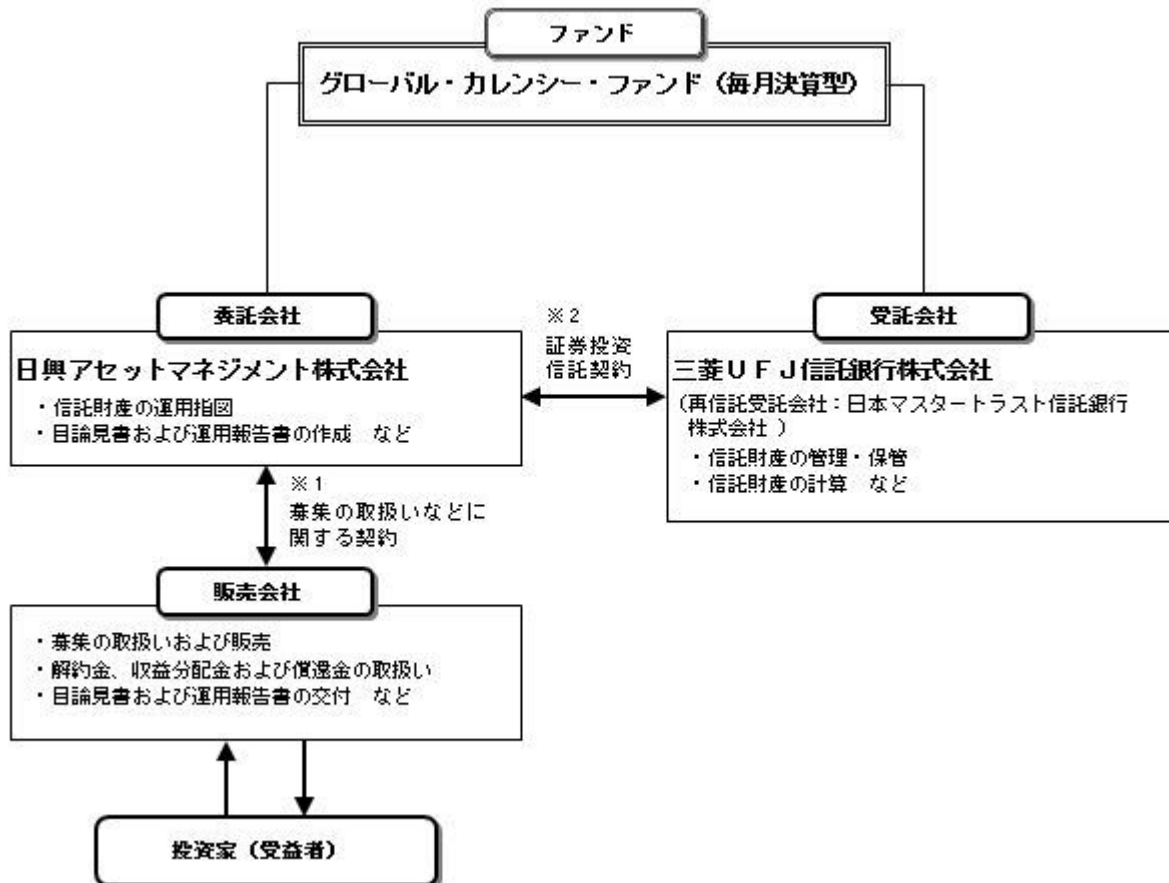 ファンド
グローバル・カレンシー・ファンド（毎月決算型）
委託会社
日興アセットマネジメント株式会社
・信託財産の運用指図
・目論見書および運用報告書の作成　など
※２
証券投資
信託契約
受託会社
三菱ＵＦＪ信託銀行株式会社
（再信託受託会社：日本マスタートラスト信託銀行
株式会社 ）
・信託財産の管理・保管
・信託財産の計算　など
※１
募集の取扱いなどに
関する契約
販売会社
・募集の取扱いおよび販売
・解約金、収益分配金および償還金の取扱い
・目論見書および運用報告書の交付　など
投資家（受益者）